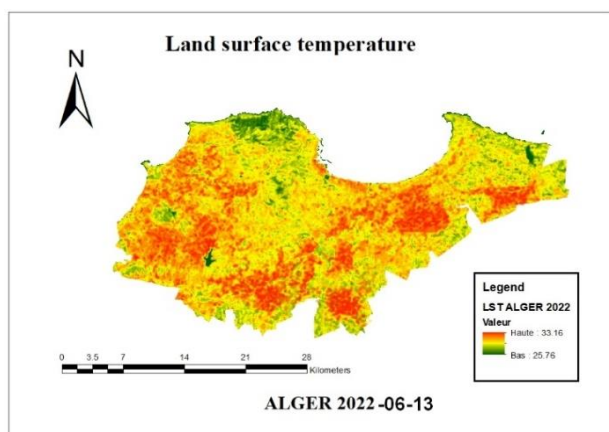 Land surface temperature
N
Legend
LST ALGER 2022
Valeur
Haute : 33.16
Bas : 25.76
0 3.5 7 14 21 28
Kilometers
ALGER 2022-06-13